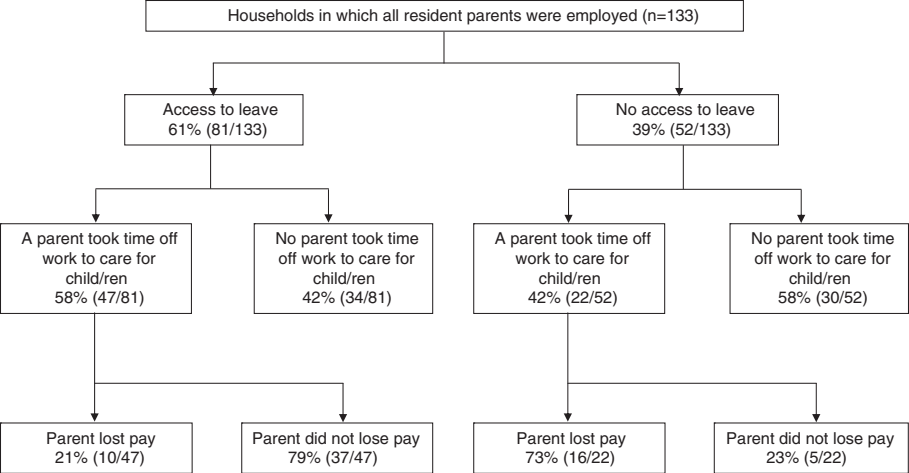 Households in which all resident parents were employed (n=133)
Access to leave
61% (81/133)
No access to leave
39% (52/133)
A parent took time off
work to care for
child/ren
58% (47/81)
No parent took time
off work to care for
child/ren
42% (34/81)
A parent took time off
work to care for
child/ren
42% (22/52)
No parent took time
off work to care for
child/ren
58% (30/52)
Parent lost pay
21% (10/47)
Parent did not lose pay
79% (37/47)
Parent lost pay
73% (16/22)
Parent did not lose pay
23% (5/22)